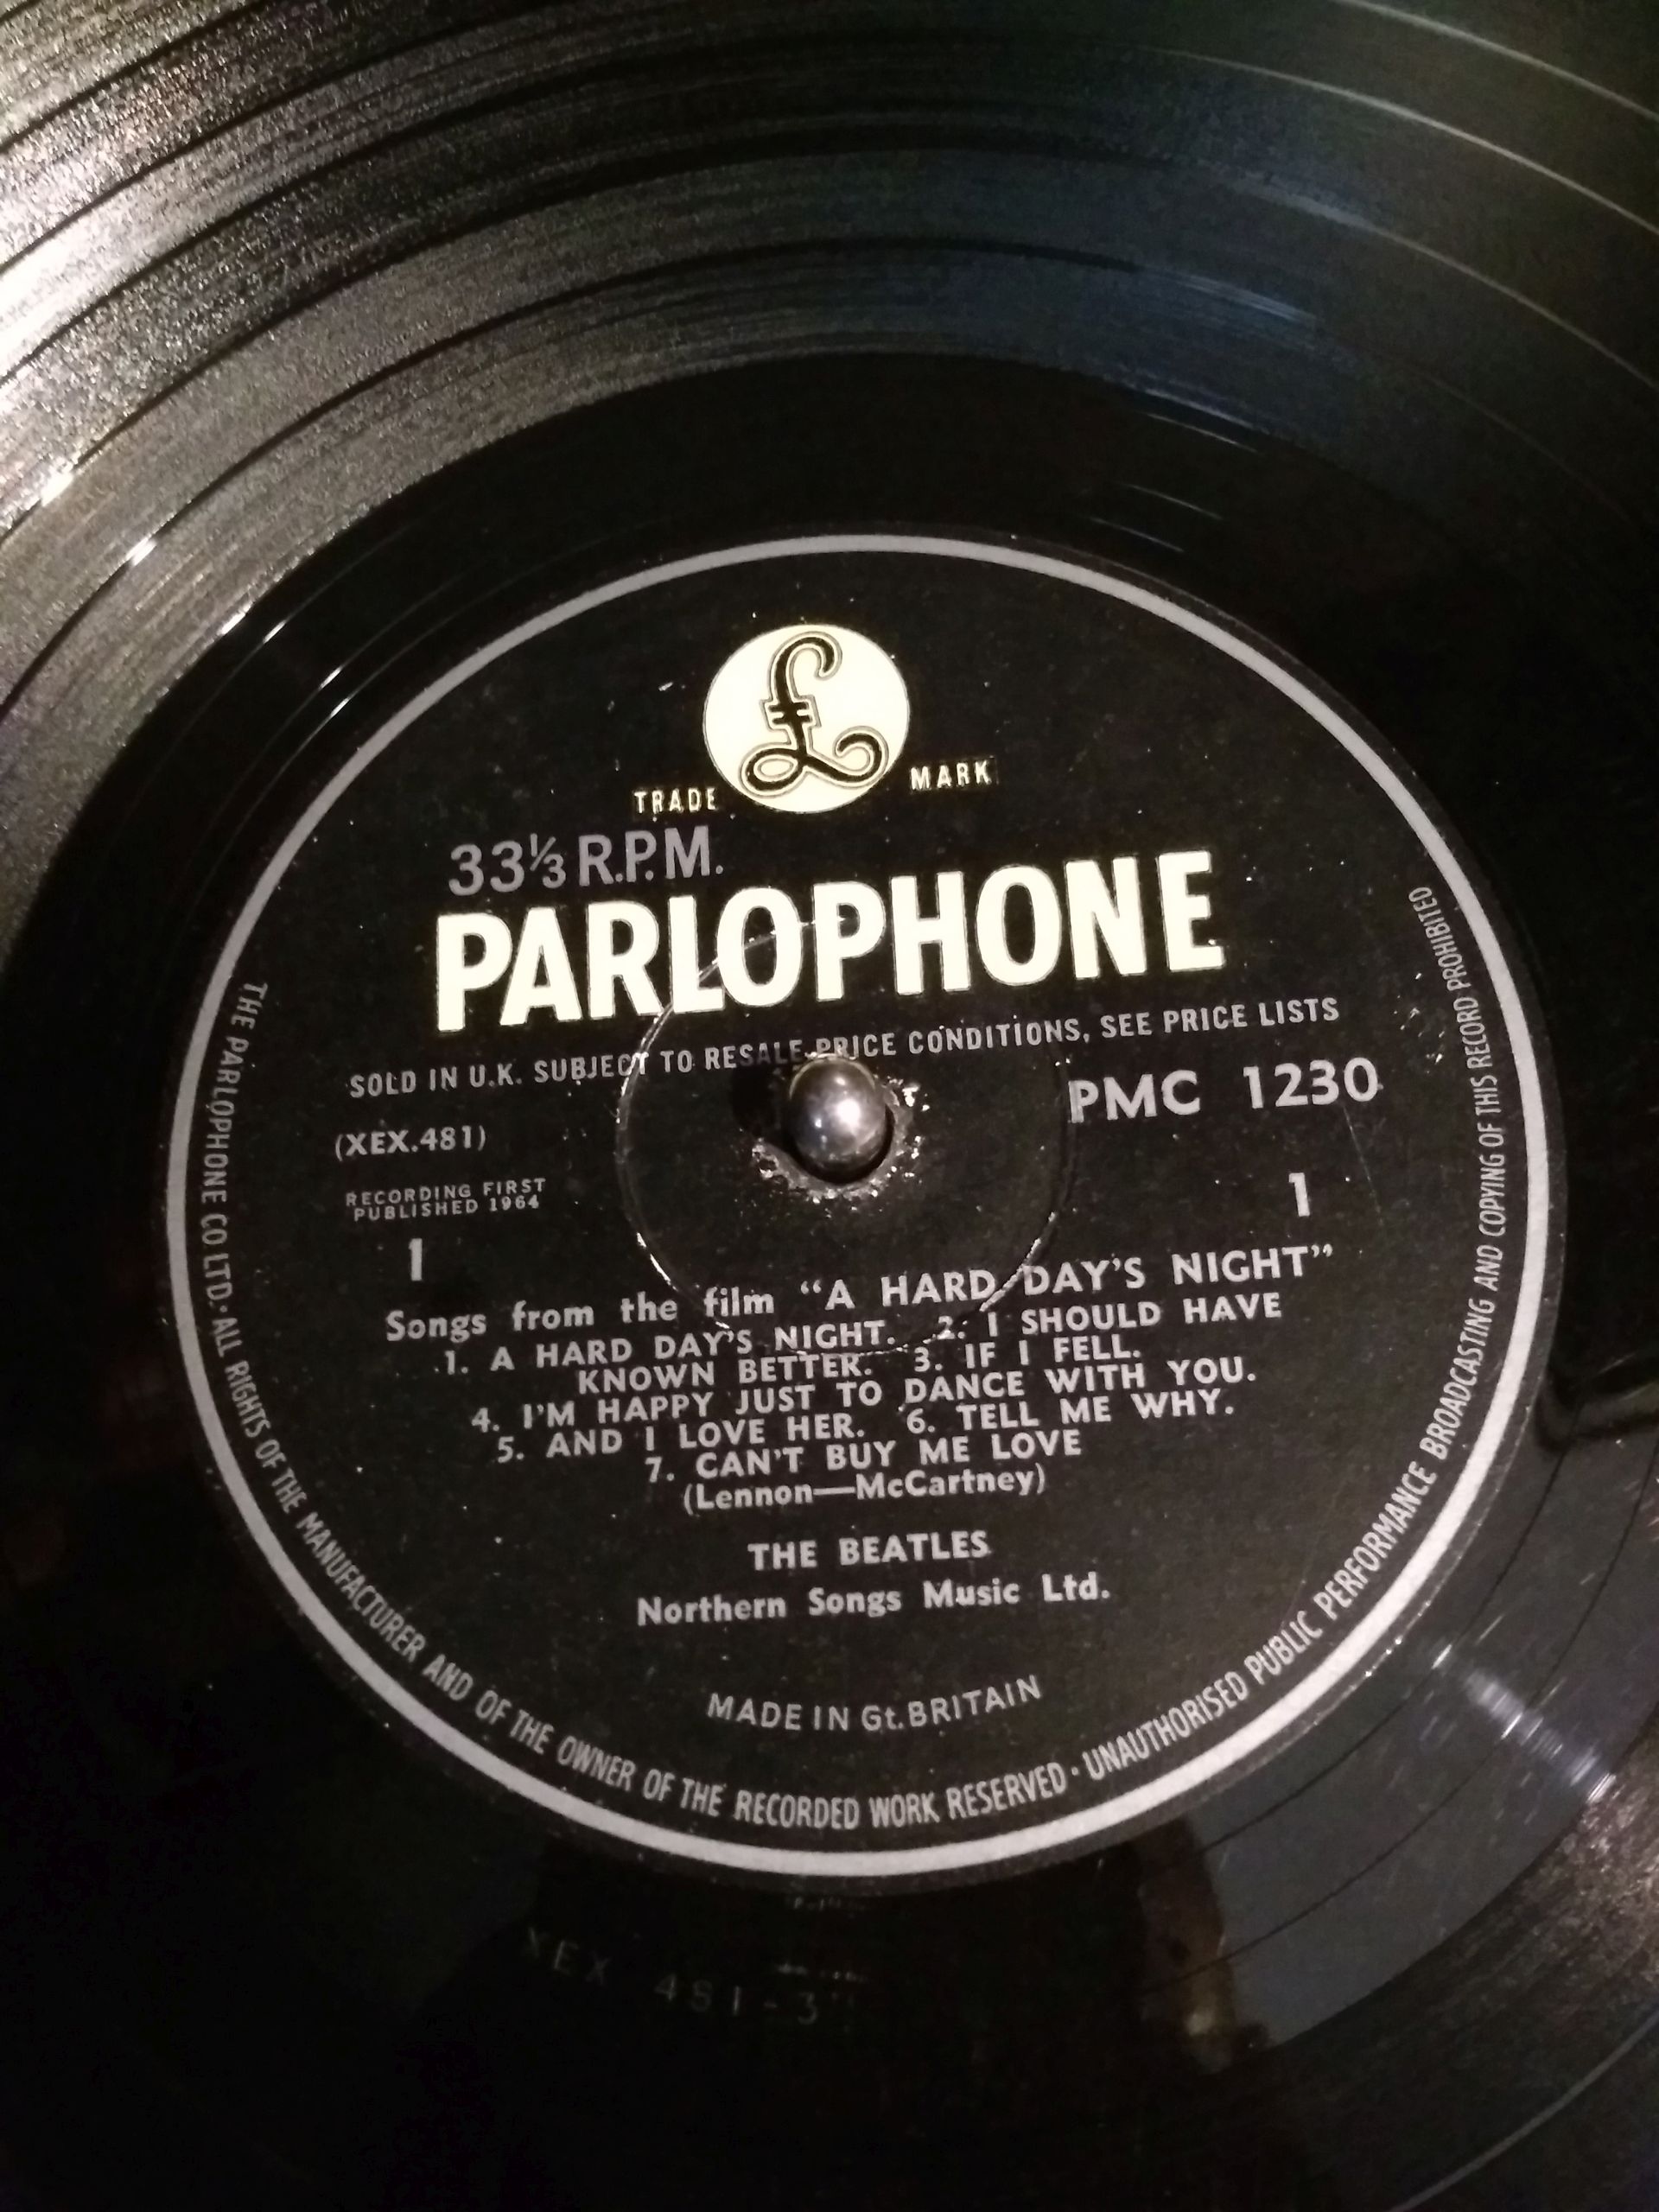 £
TRADE MARK
33⅓ R.P.M.
PARLOPHONE
SOLD IN U.K. SUBJECT TO RESALE PRICE CONDITIONS, SEE PRICE LISTS
(XEX.481)
PMC 1230
RECORDING FIRST
PUBLISHED 1964
1
1
Songs from the film “A HARD DAY'S NIGHT”
1. A HARD DAY'S NIGHT. 2. I SHOULD HAVE
KNOWN BETTER. 3. IF I FELL.
4. I'M HAPPY JUST TO DANCE WITH YOU.
5. AND I LOVE HER. 6. TELL ME WHY.
7. CAN'T BUY ME LOVE
(Lennon—McCartney)
THE BEATLES
Northern Songs Music Ltd.
MADE IN Gt. BRITAIN
THE PARLOPHONE CO LTD · ALL RIGHTS OF THE MANUFACTURER AND OF THE OWNER OF THE RECORDED WORK RESERVED · UNAUTHORISED PUBLIC PERFORMANCE BROADCASTING AND COPYING OF THIS RECORD PROHIBITED
XEX 481-3